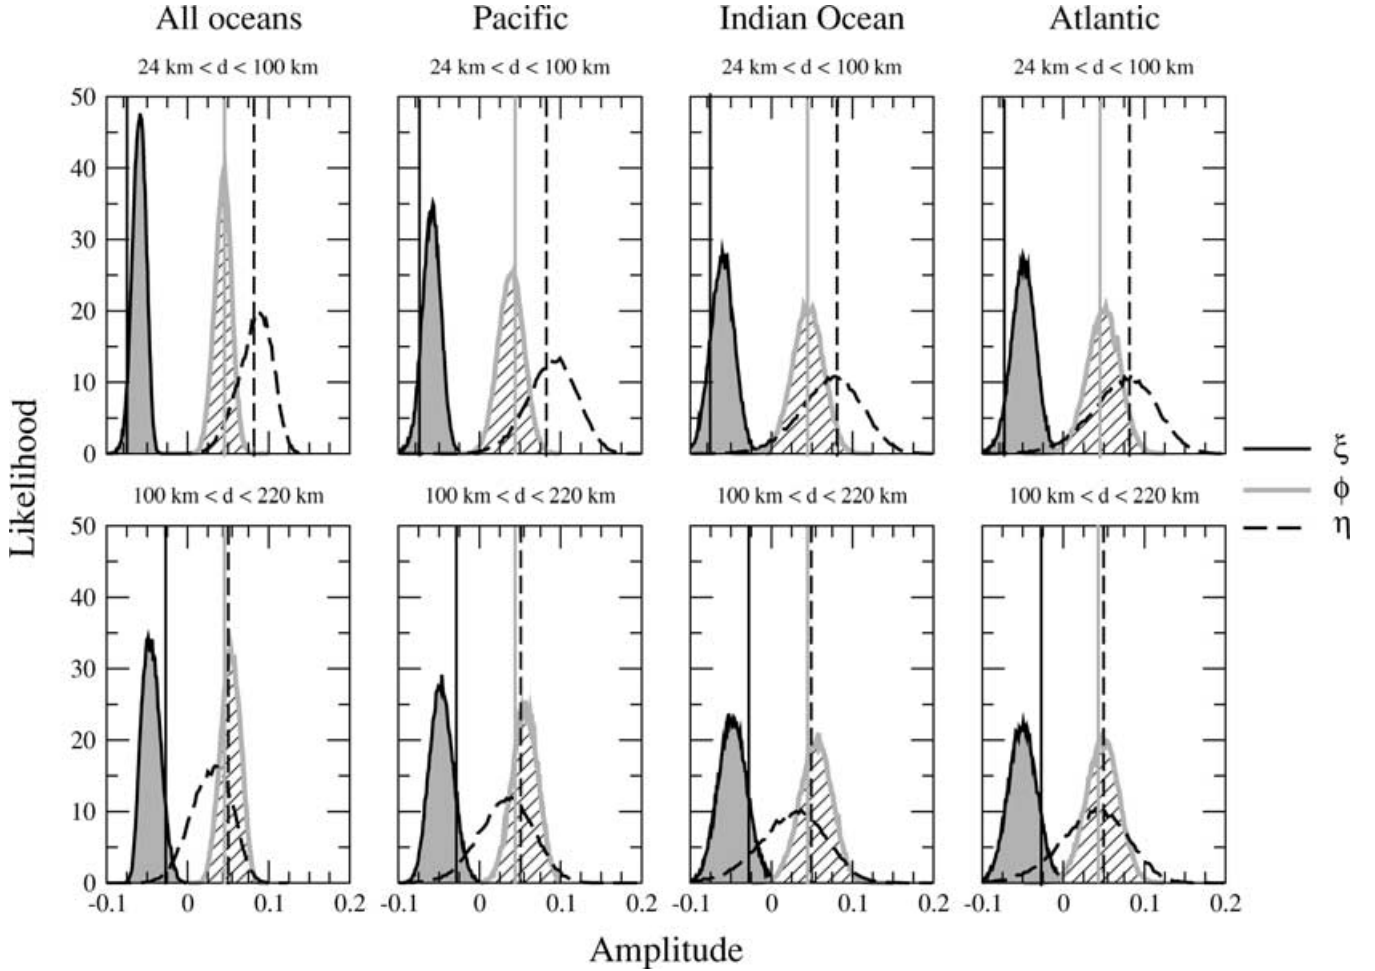 All oceans Pacific Indian Ocean Atlantic
24 km < d < 100 km 24 km < d < 100 km 24 km < d < 100 km 24 km < d < 100 km
50
40
30
20
10
0
Likelihood
ξ
ϕ
η
100 km < d < 220 km 100 km < d < 220 km 100 km < d < 220 km 100 km < d < 220 km
50
40
30
20
10
0
-0.1 0 0.1 0.2 -0.1 0 0.1 0.2 -0.1 0 0.1 0.2 -0.1 0 0.1 0.2
Amplitude